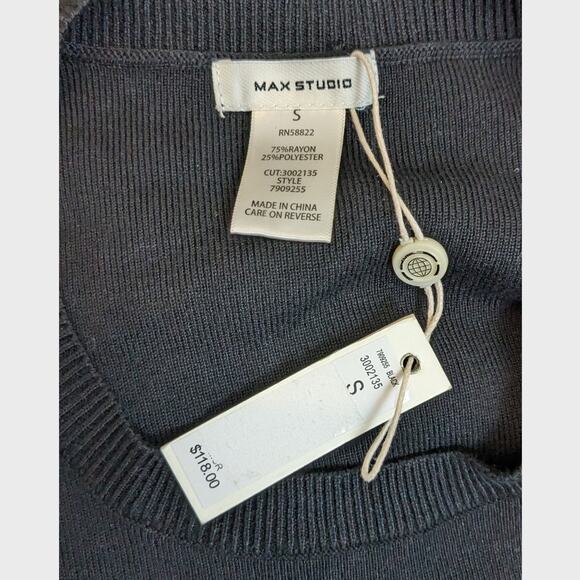 MAX STUDIO
S
RN58822
75%RAYON
25%POLYESTER
CUT:3002135
STYLE
7909255
MADE IN CHINA
CARE ON REVERSE
7909255 BLACK
3002135
S
$118.00